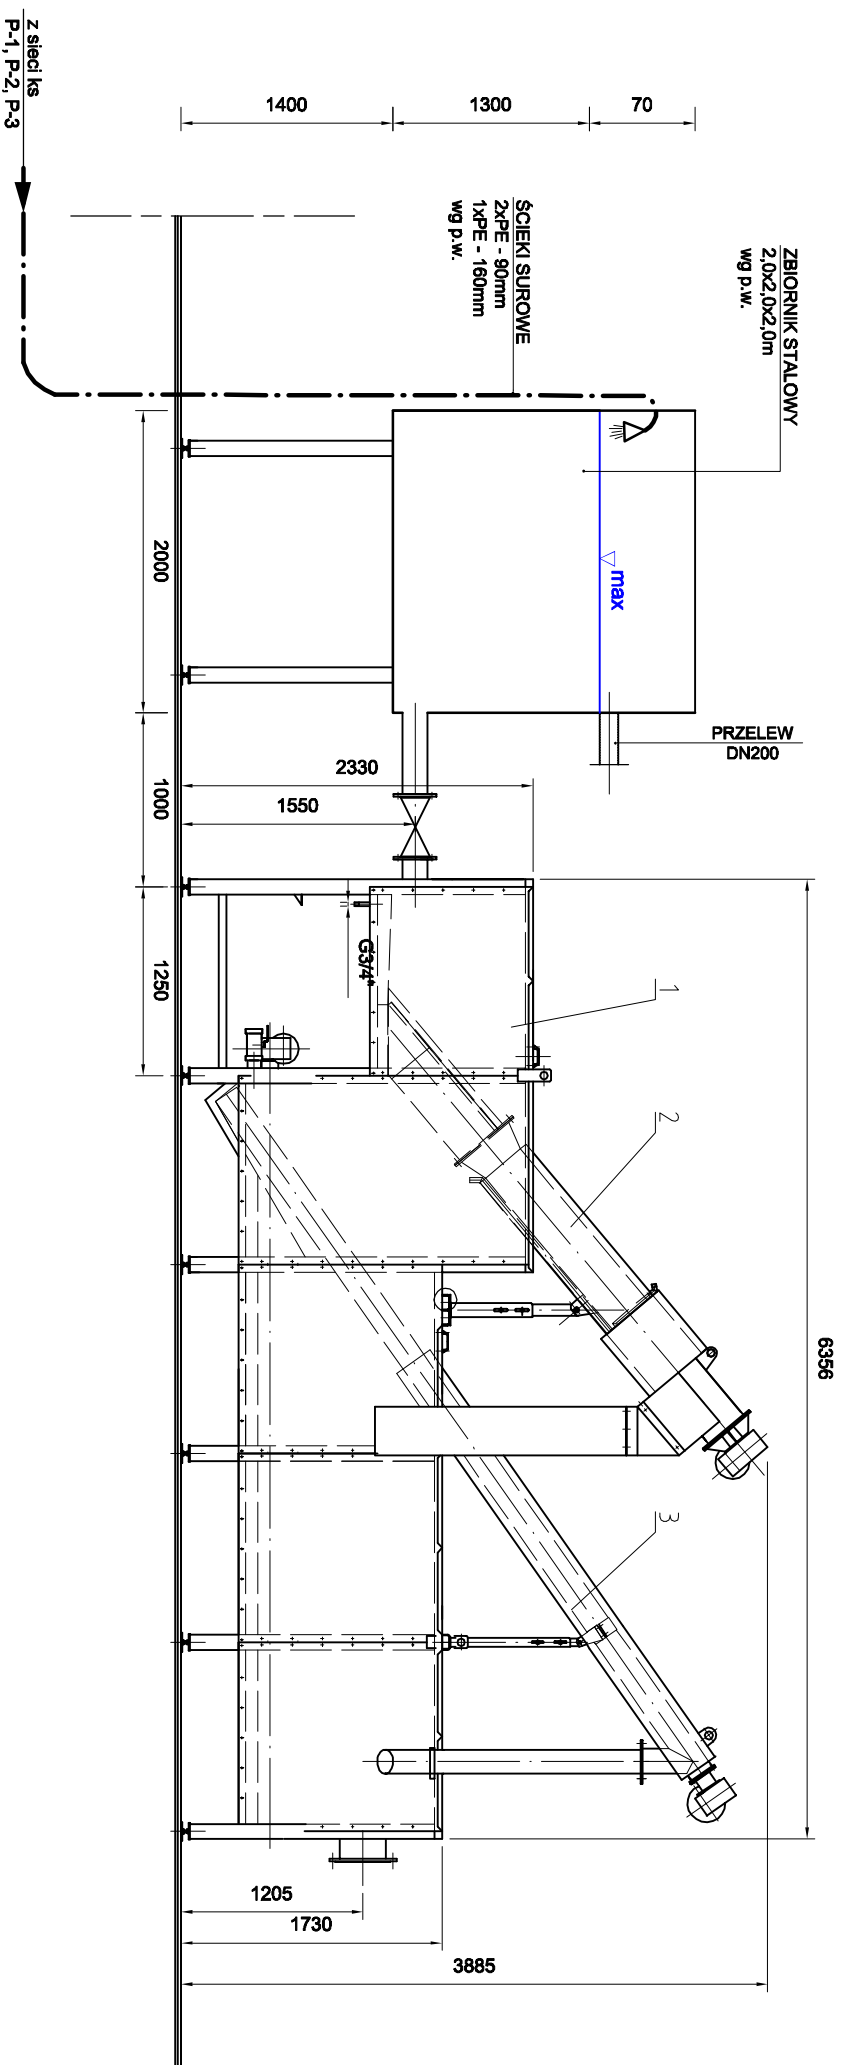 z sieci ks
P-1, P-2, P-3
1400
1300
70
ŚCIEKI SUROWE
2xPE - 90mm
1xPE - 160mm
wg p.w.
ZBIORNIK STALOWY
2,0x2,0x2,0m
wg p.w.
max
PRZELEW
DN200
2000
1000
1250
2330
1550
G3/4"
1
2
3
6356
1205
1730
3885